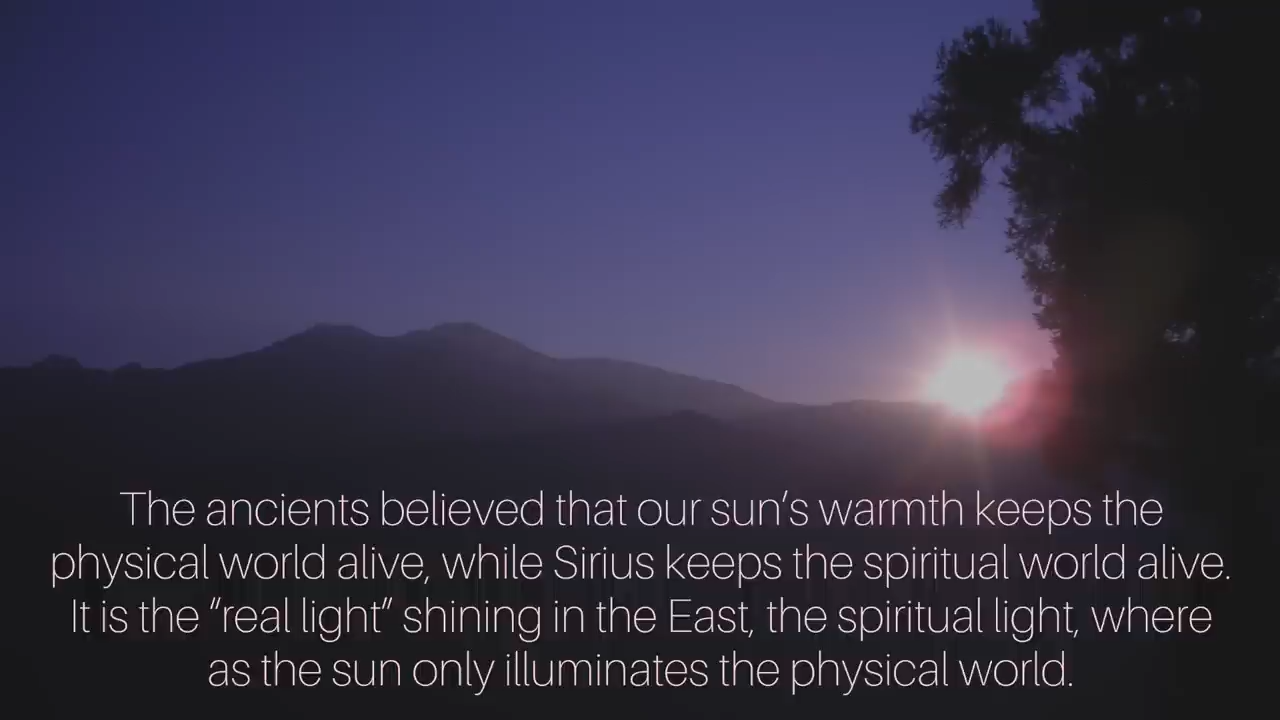 The ancients believed that our sun’s warmth keeps the
physical world alive, while Sirius keeps the spiritual world alive.
It is the “real light” shining in the East, the spiritual light, where
as the sun only illuminates the physical world.